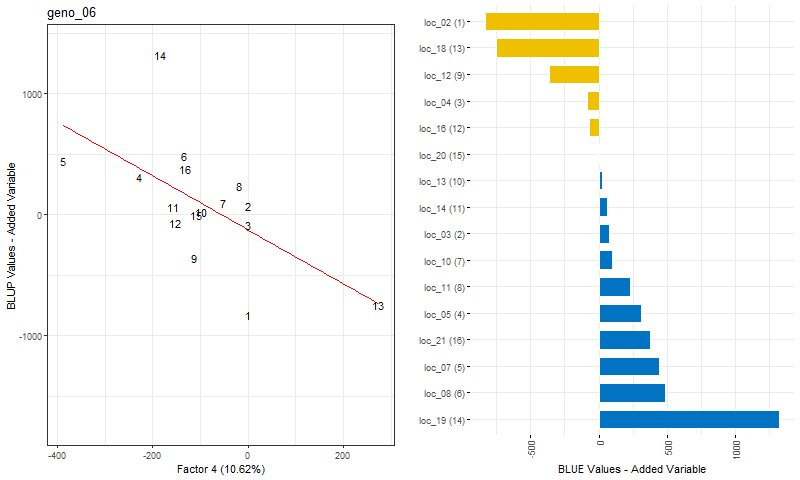 geno_06
BLUP Values - Added Variable
1000
0
-1000
14
5
6
16
4
2
7
2
11
15
10
12
3
9
1
13
-400
-200
0
200
Factor 4 (10.62%)
loc_02 (1)
loc_18 (13)
loc_12 (9)
loc_04 (3)
loc_16 (12)
loc_20 (15)
loc_13 (10)
loc_14 (11)
loc_03 (2)
loc_10 (7)
loc_11 (8)
loc_05 (4)
loc_21 (16)
loc_07 (5)
loc_08 (6)
loc_19 (14)
-500
0
500
1000
BLUE Values - Added Variable